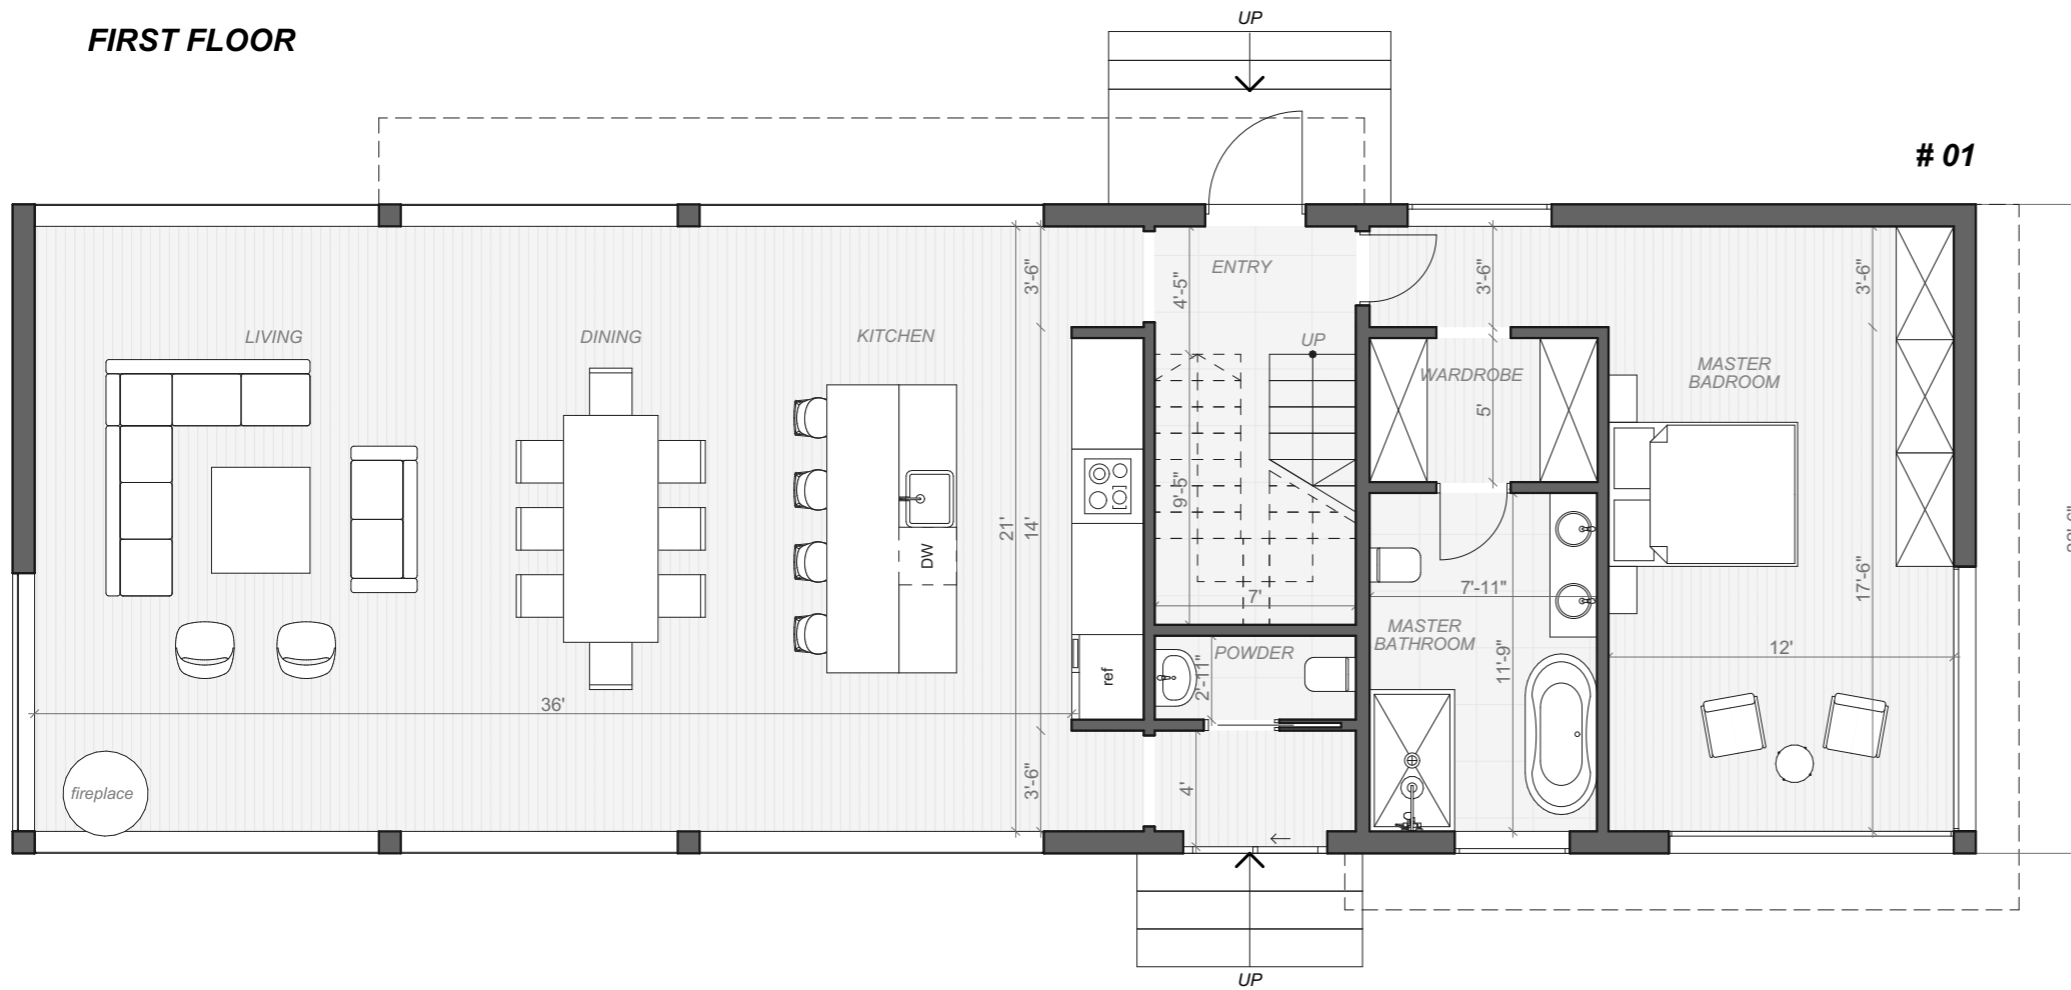 FIRST FLOOR
UP
# 01
ENTRY
4'-5"
3'-6"
3'-6"
3'-6"
LIVING
DINING
KITCHEN
UP
WARDROBE
MASTER
BADROOM
5'
9'-5"
21'
14'
DW
7'
7'-11"
17'-6"
MASTER
BATHROOM
POWDER
2'-11"
11'-9"
12'
ref
36'
fireplace
3'-6"
4'
UP